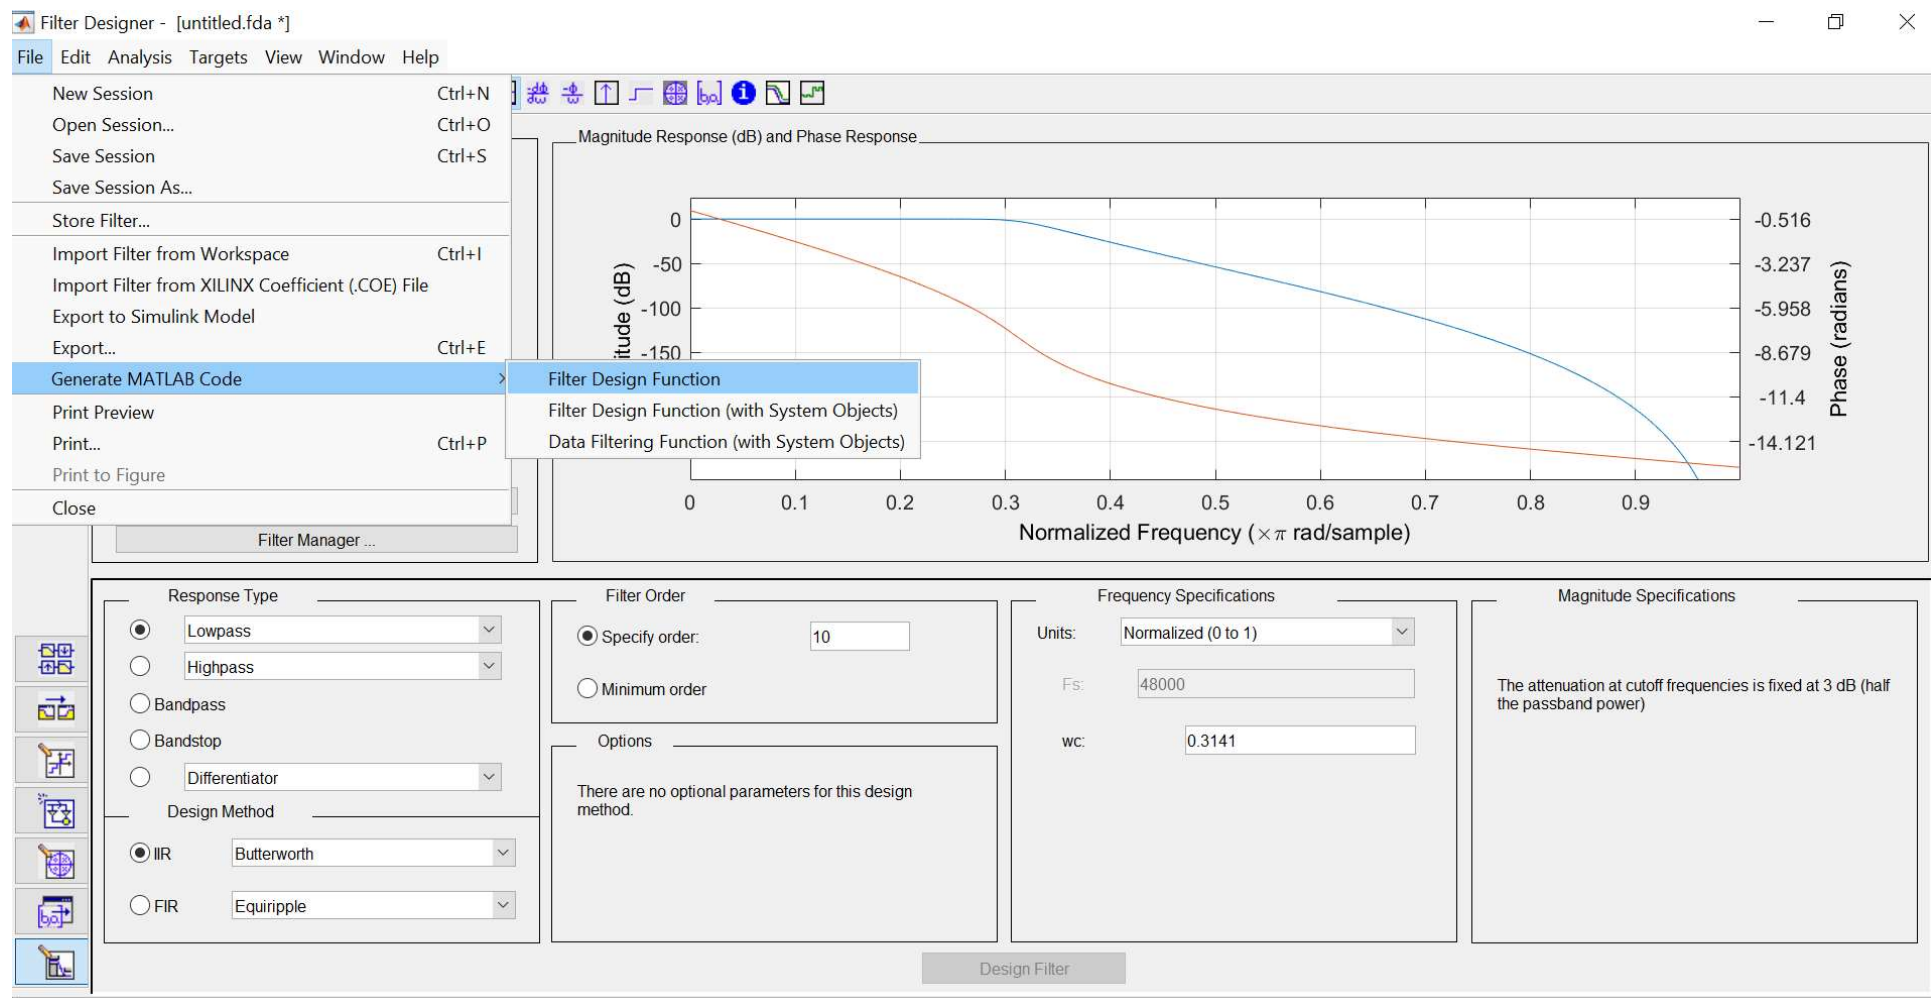 Filter Designer - [untitled.fda *]
File Edit Analysis Targets View Window Help
New Session Ctrl+N
Open Session... Ctrl+O
Save Session Ctrl+S
Save Session As...
Store Filter...
Import Filter from Workspace Ctrl+I
Import Filter from XILINX Coefficient (.COE) File
Export to Simulink Model
Export... Ctrl+E
Generate MATLAB Code
Print Preview
Print... Ctrl+P
Print to Figure
Close
Filter Design Function
Filter Design Function (with System Objects)
Data Filtering Function (with System Objects)
Filter Manager ...
Magnitude Response (dB) and Phase Response
0
-50
-100
-150
itude (dB)
-0.516
-3.237
-5.958
-8.679
-11.4
-14.121
Phase (radians)
0 0.1 0.2 0.3 0.4 0.5 0.6 0.7 0.8 0.9
Normalized Frequency (×π rad/sample)
Response Type
Lowpass
Highpass
Bandpass
Bandstop
Differentiator
Design Method
IIR Butterworth
FIR Equiripple
Filter Order
Specify order: 10
Minimum order
Options
There are no optional parameters for this design
method.
Frequency Specifications
Units: Normalized (0 to 1)
Fs: 48000
wc: 0.3141
Magnitude Specifications
The attenuation at cutoff frequencies is fixed at 3 dB (half
the passband power)
Design Filter